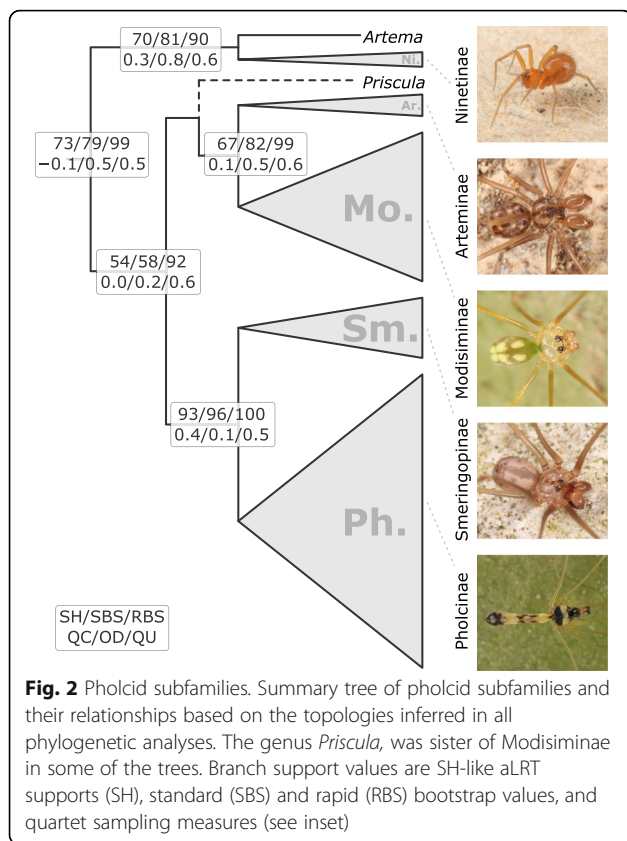 70/81/90
0.3/0.8/0.6
Artema
Ni.
Priscula
Ar.
73/79/99
−0.1/0.5/0.5
67/82/99
0.1/0.5/0.6
Mo.
54/58/92
0.0/0.2/0.6
Sm.
93/96/100
0.4/0.1/0.5
Ph.
SH/SBS/RBS
QC/OD/QU
Ninetinae
Arteminae
Modisiminae
Smeringopinae
Pholcinae
Fig. 2 Pholcid subfamilies. Summary tree of pholcid subfamilies and
their relationships based on the topologies inferred in all
phylogenetic analyses. The genus Priscula, was sister of Modisiminae
in some of the trees. Branch support values are SH-like aLRT
supports (SH), standard (SBS) and rapid (RBS) bootstrap values, and
quartet sampling measures (see inset)